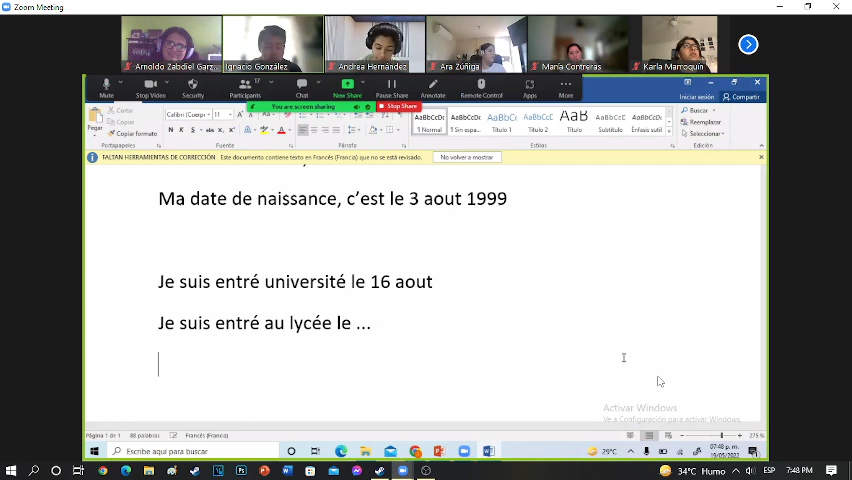 Zoom Meeting
Arnoldo Zabdiel Garz...
Ignacio González
Andrea Hernández
Ara Zúñiga
María Contreras
Karla Marroquin
Mute
Stop Video
Security
Participants
17
Chat
New Share
Pause Share
Annotate
Remote Control
Apps
More
You are screen sharing
Stop Share
Iniciar sesión
Compartir
Pegar
Cortar
Copiar
Copiar formato
Portapapeles
Calibri (Cuerpo
11
N K S
Fuente
AaBbCcDc
1 Normal
1 Sin espa...
Título 1
Título 2
Título
Subtítulo
Énfasis sutil
Estilos
Buscar
Reemplazar
Seleccionar
FALTAN HERRAMIENTAS DE CORRECCIÓN Este documento contiene texto en Francés (Francia) que no se está revisado. No volver a mostrar
Ma date de naissance, c'est le 3 aout 1999
Je suis entré université le 16 aout
Je suis entré au lycée le ...
Activar Windows
Ve a Configuración para activar Windows.
Página 1 de 1 88 palabras Francés (Francia) 275 %
Escribe aquí para buscar
29°C
07:48 p. m.
19/05/2022
34°C Humo
ESP
7:48 PM